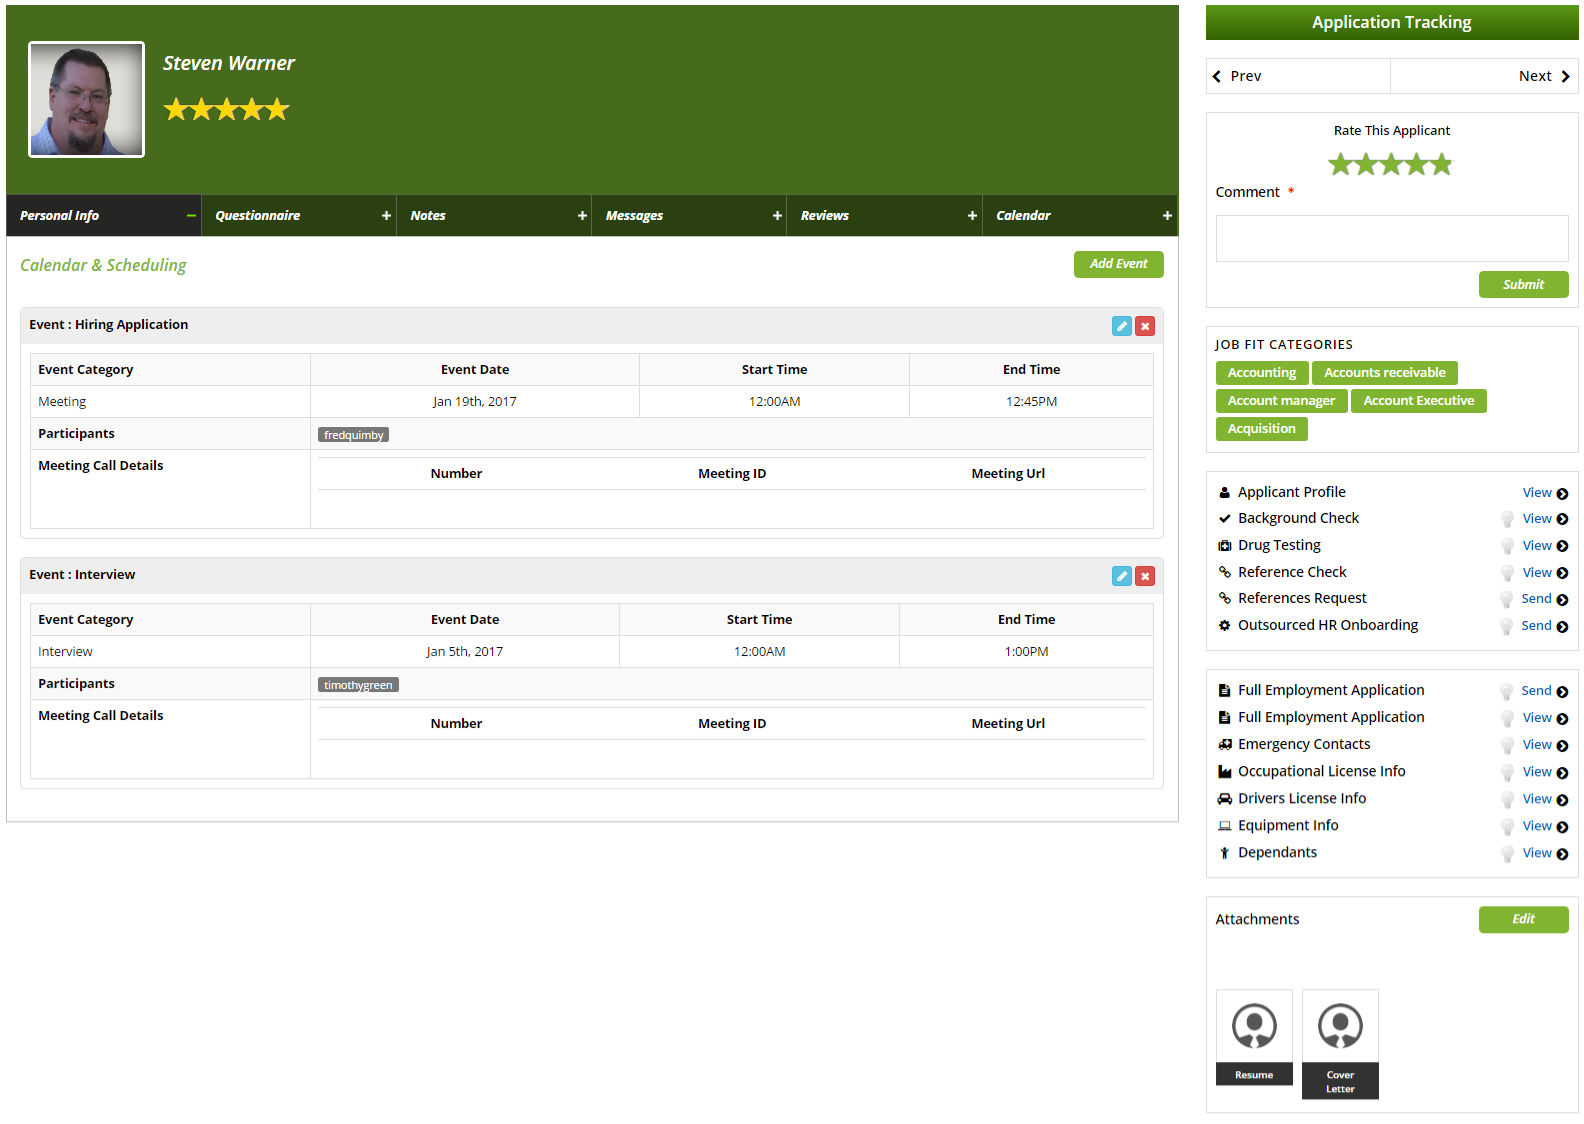 Steven Warner
Personal Info
Questionnaire
Notes
Messages
Reviews
Calendar
Calendar & Scheduling
Add Event
Event : Hiring Application
Event Category Event Date Start Time End Time
Meeting Jan 19th, 2017 12:00AM 12:45PM
Participants fredquimby
Meeting Call Details Number Meeting ID Meeting Url
Event : Interview
Event Category Event Date Start Time End Time
Interview Jan 5th, 2017 12:00AM 1:00PM
Participants timothygreen
Meeting Call Details Number Meeting ID Meeting Url
Application Tracking
Prev Next
Rate This Applicant
Comment *
Submit
JOB FIT CATEGORIES
Accounting Accounts receivable
Account manager Account Executive
Acquisition
Applicant Profile View
Background Check View
Drug Testing View
Reference Check View
References Request Send
Outsourced HR Onboarding Send
Full Employment Application Send
Full Employment Application View
Emergency Contacts View
Occupational License Info View
Drivers License Info View
Equipment Info View
Dependants View
Attachments Edit
Resume
Cover
Letter